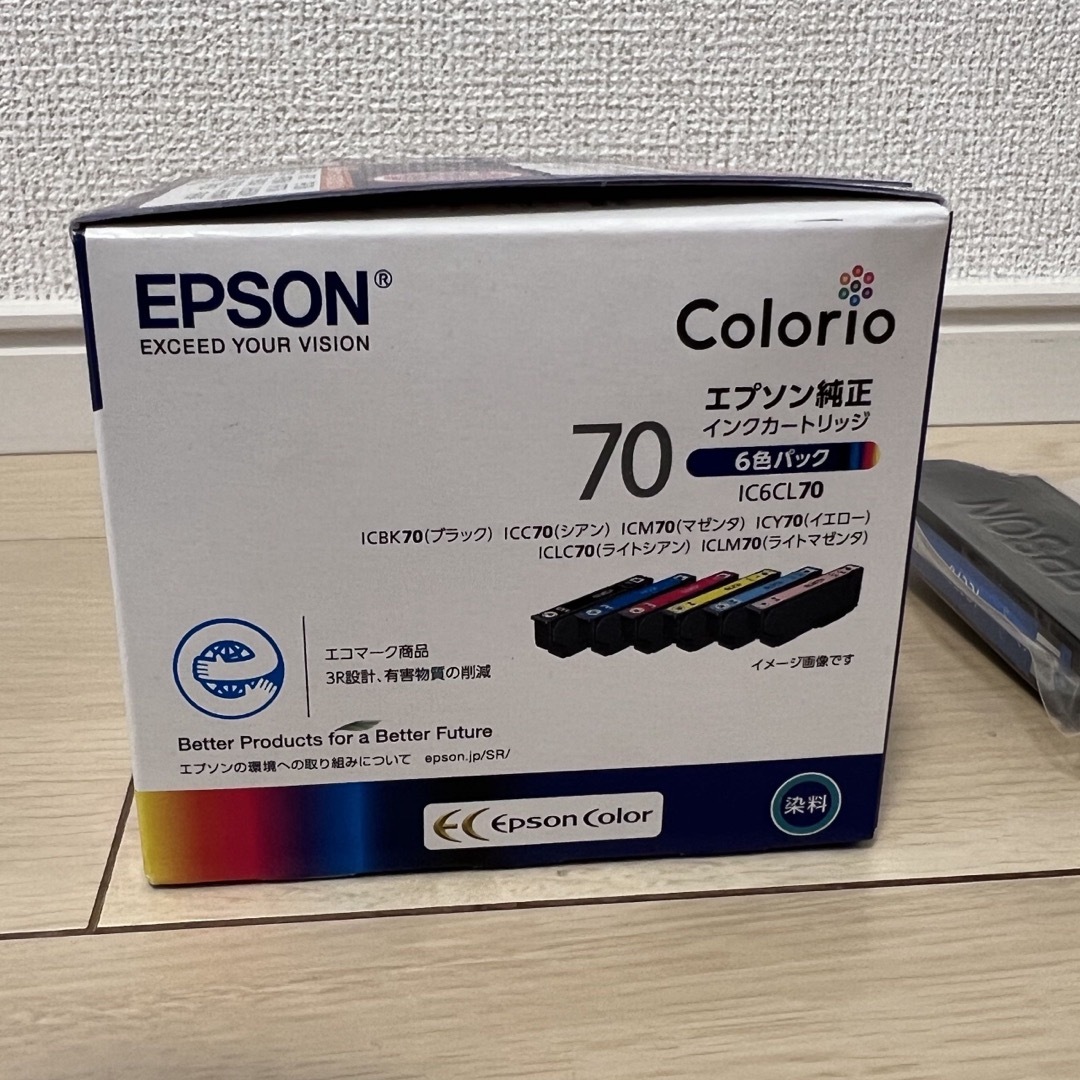 EPSON®
EXCEED YOUR VISION
Colorio
エプソン純正
インクカートリッジ
70
6色パック
IC6CL70
ICBK70(ブラック) ICC70(シアン) ICM70(マゼンタ) ICY70(イエロー)
ICLC70(ライトシアン) ICLM70(ライトマゼンタ)
イメージ画像です
エコマーク商品
3R設計、有害物質の削減
Better Products for a Better Future
エプソンの環境への取り組みについて epson.jp/SR/
EC Epson Color
染料
EPSON